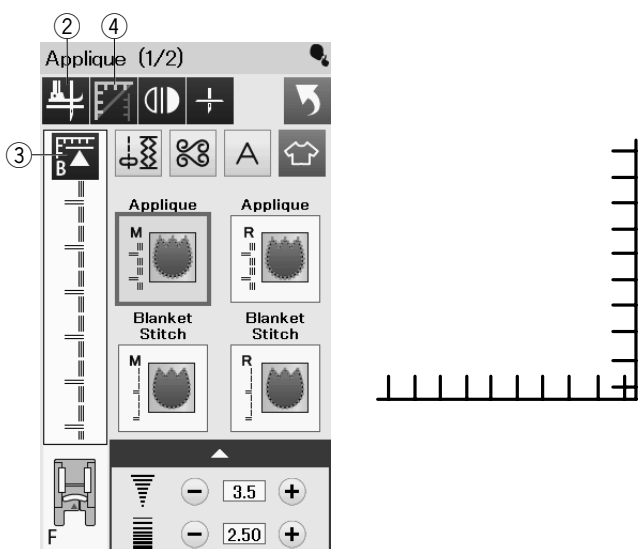 ② ④
Applique (1/2)
③
B
A
Applique Applique
M R
Blanket Blanket
Stitch Stitch
M R
3.5
2.50
F